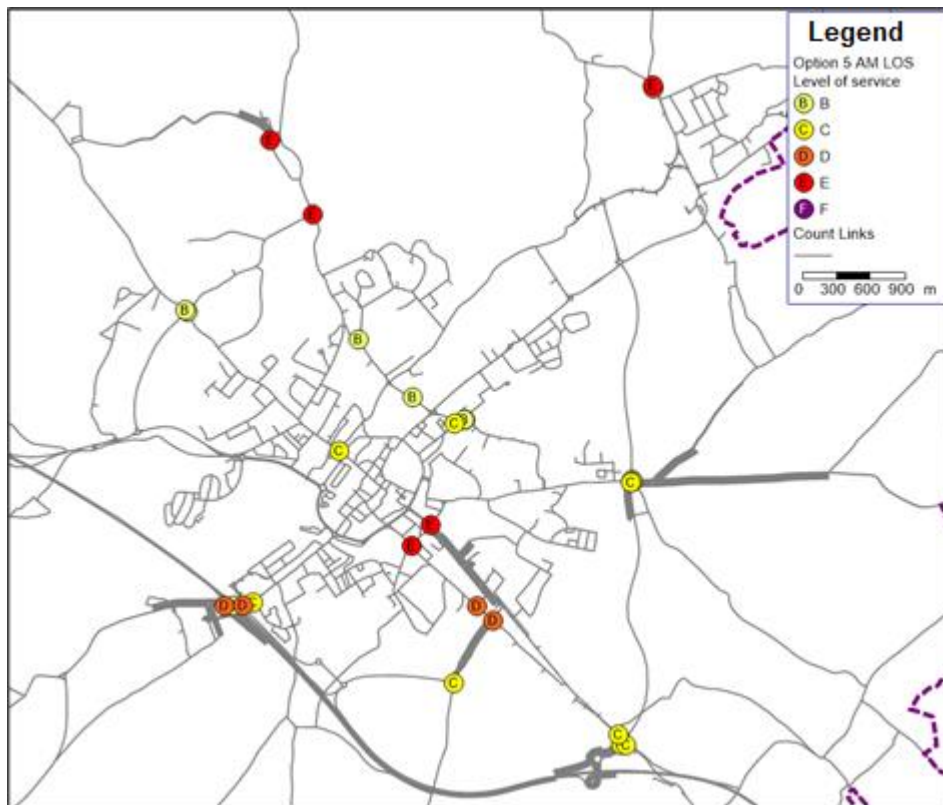 Legend
Option 5 AM LOS
Level of service
B B
C C
D D
E E
F F
Count Links
0 300 600 900 m
E
E
E
B
B
B
C B
C
C
E
E
D D C
D
D
C
C
C